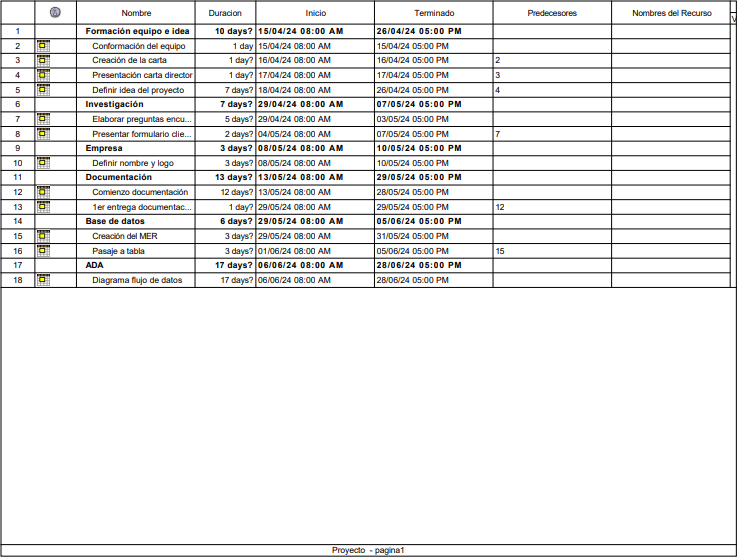 Nombre Duracion Inicio Terminado Predecesores Nombres del Recurso
1 Formación equipo e idea 10 days? 15/04/24 08:00 AM 26/04/24 05:00 PM
2 Conformación del equipo 1 day 15/04/24 08:00 AM 15/04/24 05:00 PM
3 Creación de la carta 1 day? 16/04/24 08:00 AM 16/04/24 05:00 PM 2
4 Presentación carta director 1 day? 17/04/24 08:00 AM 17/04/24 05:00 PM 3
5 Definir idea del proyecto 7 days? 18/04/24 08:00 AM 26/04/24 05:00 PM 4
6 Investigación 7 days? 29/04/24 08:00 AM 07/05/24 05:00 PM
7 Elaborar preguntas encu... 5 days? 29/04/24 08:00 AM 03/05/24 05:00 PM
8 Presentar formulario clie... 2 days? 04/05/24 08:00 AM 07/05/24 05:00 PM 7
9 Empresa 3 days? 08/05/24 08:00 AM 10/05/24 05:00 PM
10 Definir nombre y logo 3 days? 08/05/24 08:00 AM 10/05/24 05:00 PM
11 Documentación 13 days? 13/05/24 08:00 AM 29/05/24 05:00 PM
12 Comienzo documentación 12 days? 13/05/24 08:00 AM 28/05/24 05:00 PM
13 1er entrega documentac... 1 day? 29/05/24 08:00 AM 29/05/24 05:00 PM 12
14 Base de datos 6 days? 29/05/24 08:00 AM 05/06/24 05:00 PM
15 Creación del MER 3 days? 29/05/24 08:00 AM 31/05/24 05:00 PM
16 Pasaje a tabla 3 days? 01/06/24 08:00 AM 05/06/24 05:00 PM 15
17 ADA 17 days? 06/06/24 08:00 AM 28/06/24 05:00 PM
18 Diagrama flujo de datos 17 days? 06/06/24 08:00 AM 28/06/24 05:00 PM
Proyecto - pagina1